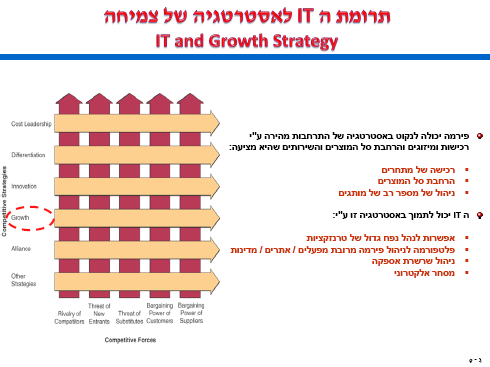 תרומת ה IT לאסטרטגיה של צמיחה
IT and Growth Strategy
פירמה יכולה לנקוט באסטרטגיה של התרחבות מהירה ע"י
רכישות ומיזוגים והרחבת סל המוצרים והשירותים שהיא מציעה:
רכישה של מתחרים
הרחבת סל המוצרים
ניהול של מספר רב של מותגים
ה IT יכול לתמוך באסטרטגיה זו ע"י:
אפשרות לנהל נפח גדול של טרנזקציות
פלטפורמה לניהול פירמה מרובת מפעלים / אתרים / מדינות
ניהול שרשרת אספקה
מסחר אלקטרוני
Competitive Strategies
Cost Leadership
Differentiation
Innovation
Growth
Alliance
Other
Strategies
Rivalry of
Competitors
Threat of
New
Entrants
Threat of
Substitutes
Bargaining
Power of
Customers
Bargaining
Power of
Suppliers
Competitive Forces